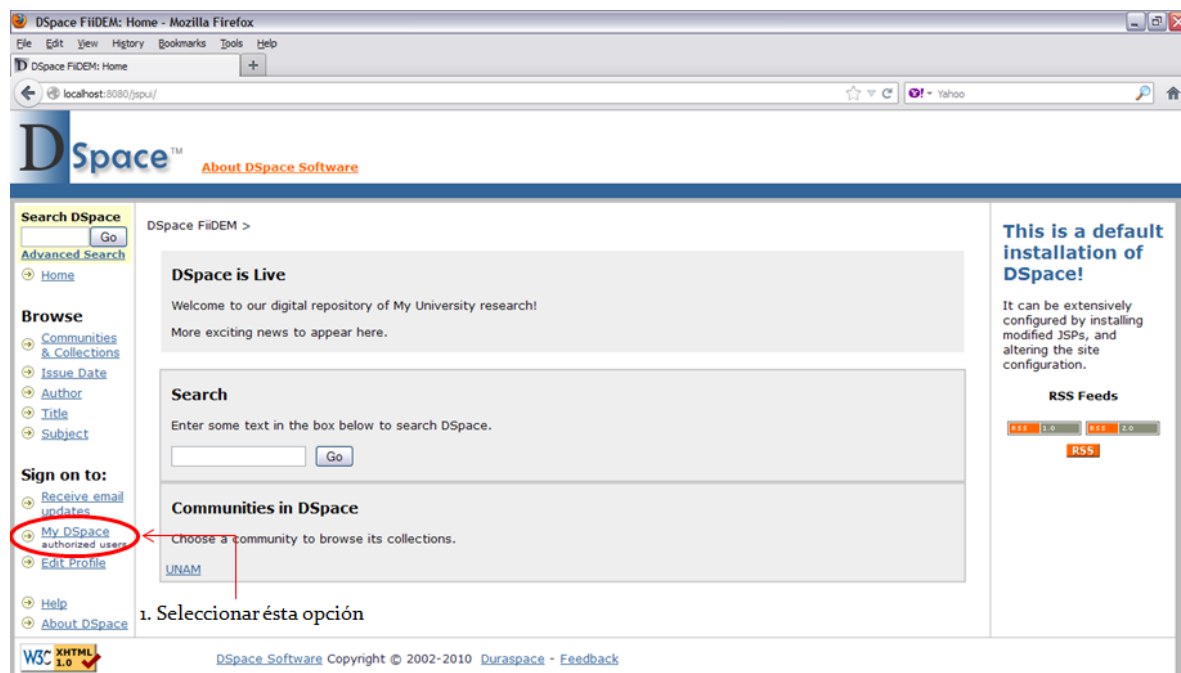 DSpace FiiDEM: Home - Mozilla Firefox
File Edit View History Bookmarks Tools Help
DSpace FiiDEM: Home
localhost:8080/jspui/
Yahoo
DSpace™
About DSpace Software
Search DSpace
Go
Advanced Search
Home
Browse
Communities
& Collections
Issue Date
Author
Title
Subject
Sign on to:
Receive email
updates
My DSpace
authorized users
Edit Profile
Help
About DSpace
DSpace FiiDEM >
DSpace is Live
Welcome to our digital repository of My University research!
More exciting news to appear here.
Search
Enter some text in the box below to search DSpace.
Go
Communities in DSpace
Choose a community to browse its collections.
UNAM
1. Seleccionar ésta opción
This is a default
installation of
DSpace!
It can be extensively
configured by installing
modified JSPs, and
altering the site
configuration.
RSS Feeds
RSS 1.0 RSS 2.0
RSS
W3C XHTML 1.0
DSpace Software Copyright © 2002-2010 Duraspace - Feedback